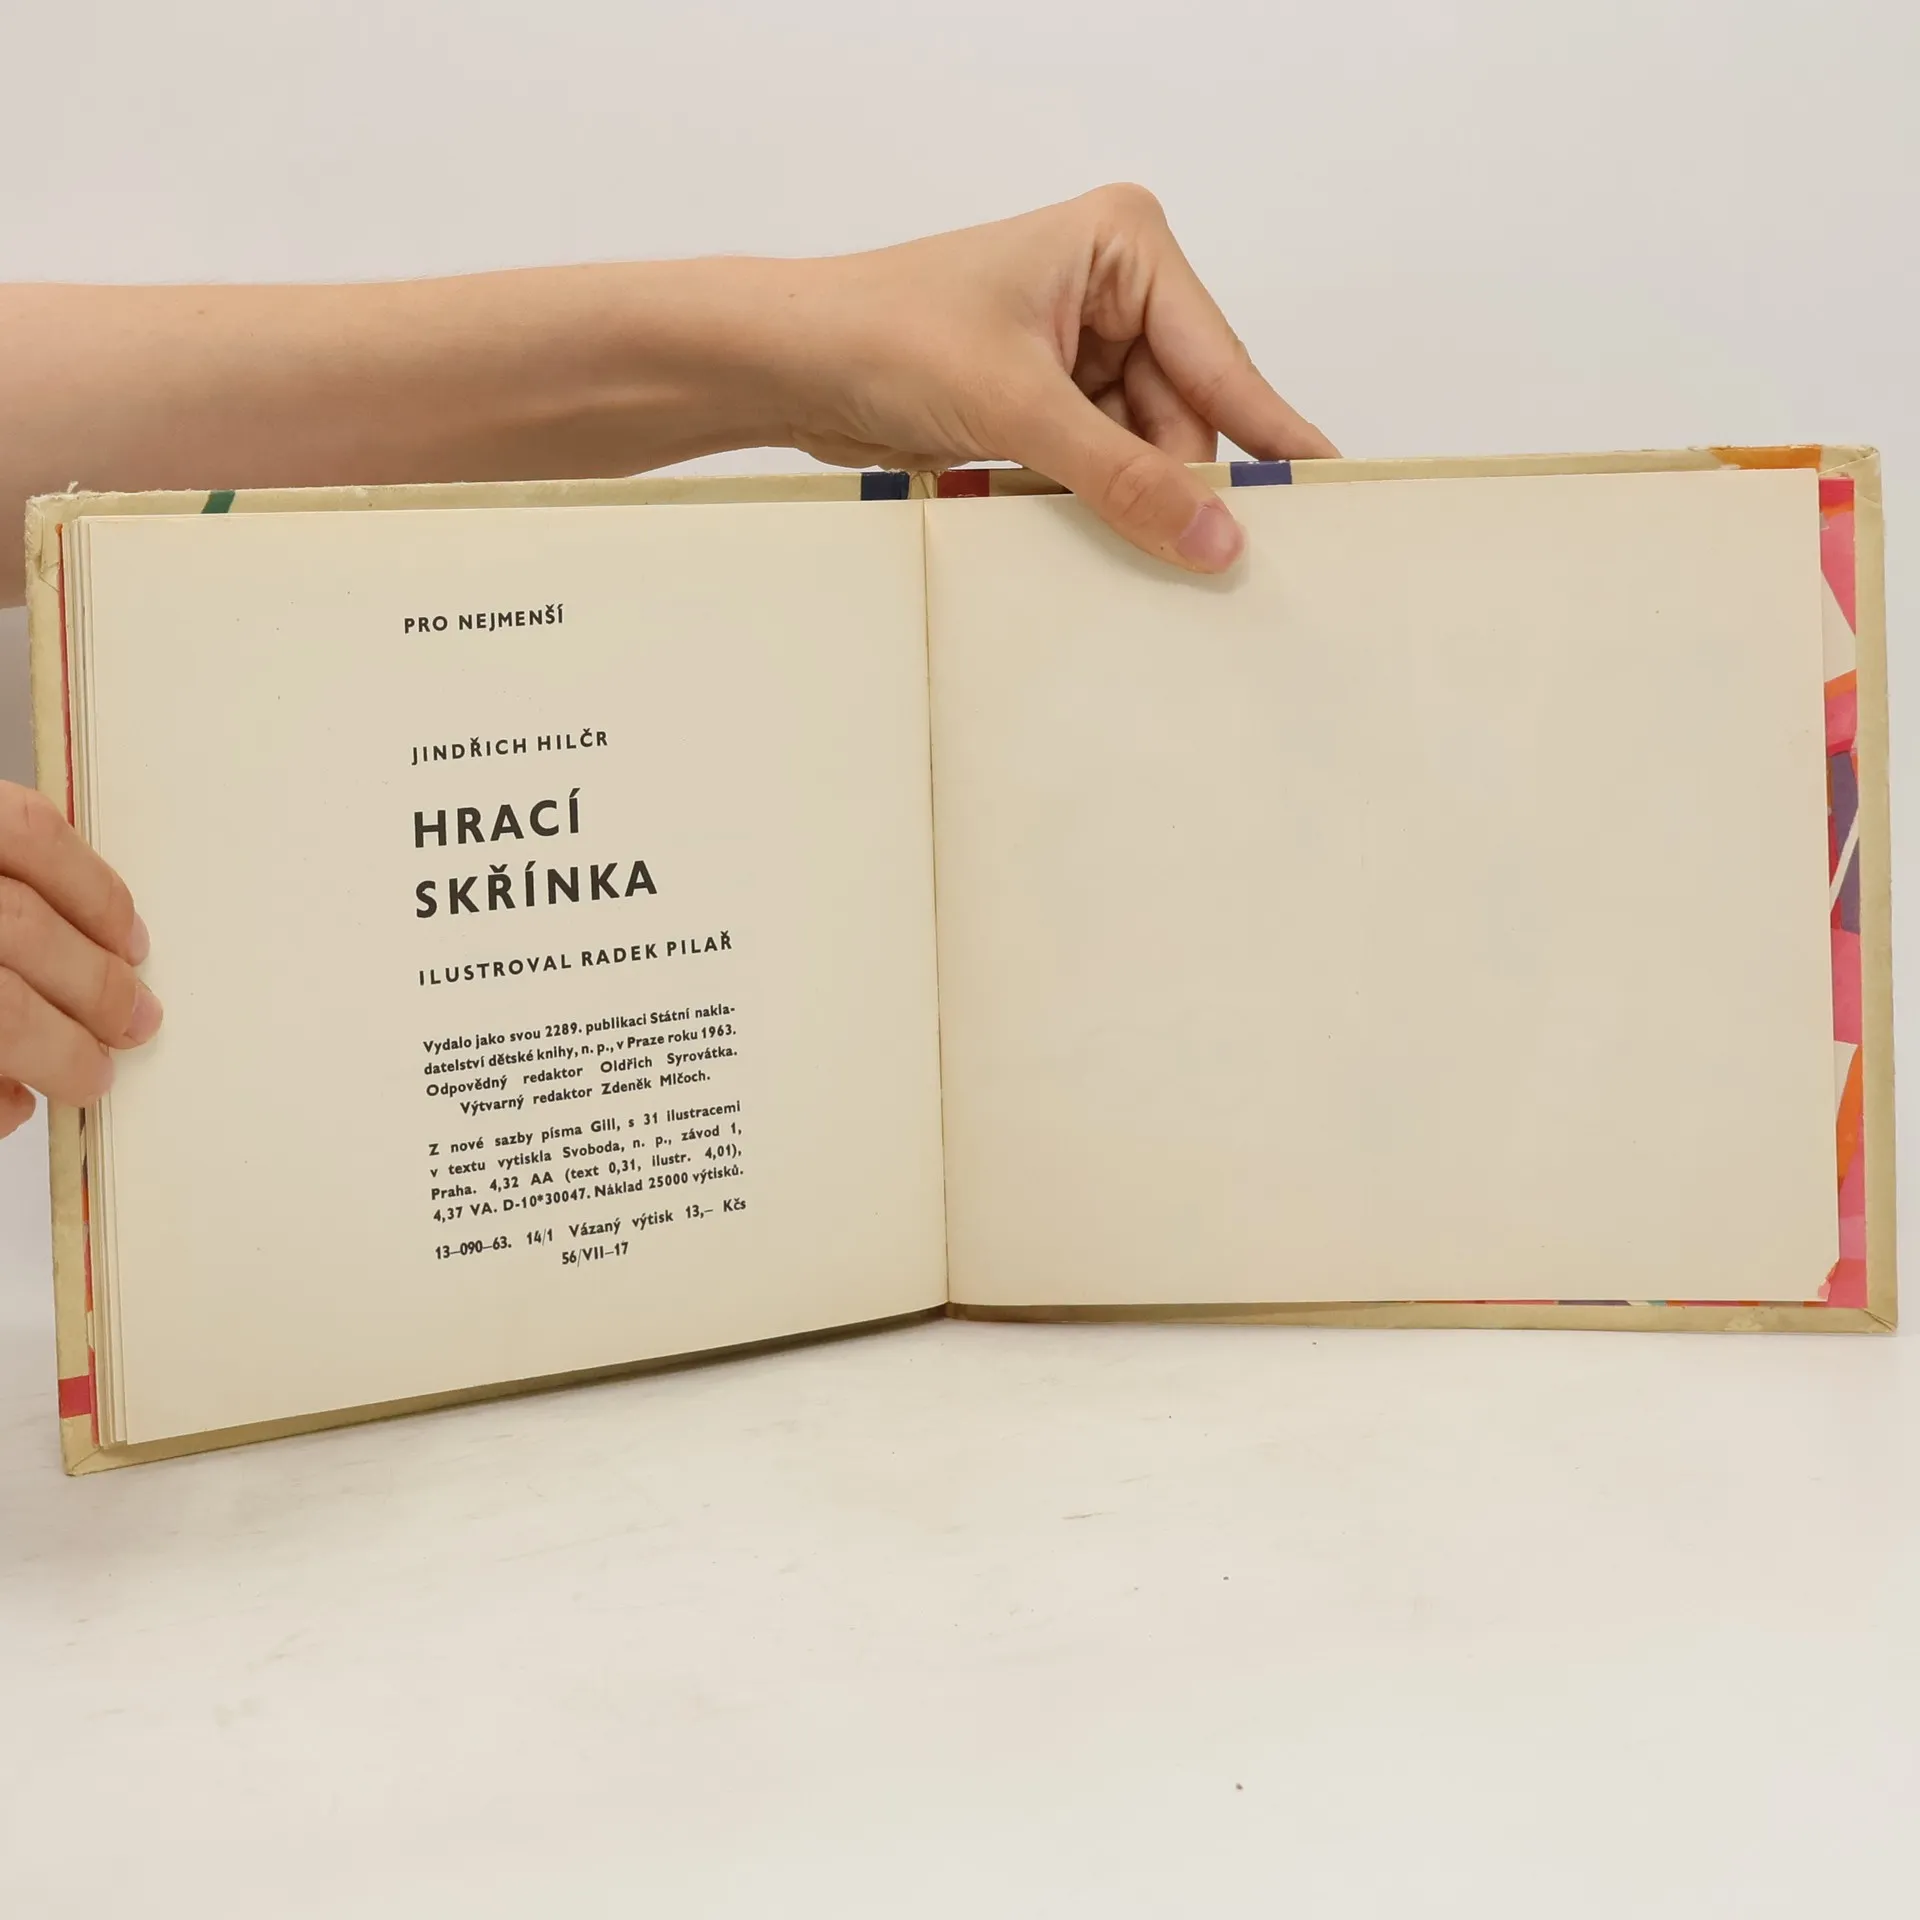 PRO NEJMENŠÍ
JINDŘICH HILČR
HRACÍ
SKŘÍNKA
ILUSTROVAL RADEK PILAŘ
Vydalo jako svou 2289. publikaci Státní nakla-
datelství dětské knihy, n. p., v Praze roku 1963.
Odpovědný redaktor Oldřich Syrovátka.
Výtvarný redaktor Zdeněk Mlčoch.
Z nové sazby písma Gill, s 31 ilustracemi
v textu vytiskla Svoboda, n. p., závod 1,
Praha. 4,32 AA (text 0,31, ilustr. 4,01),
4,37 VA. D-10*30047. Náklad 25000 výtisků.
13–090–63. 14/1 Vázaný výtisk 13,– Kčs
56/VII–17